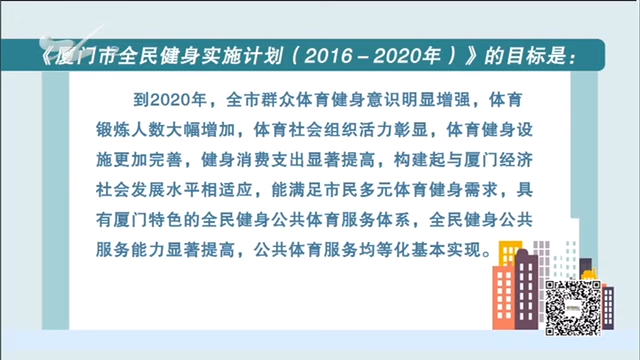 《厦门市全民健身实施计划（2016－2020年）》的目标是：
到2020年，全市群众体育健身意识明显增强，体育
锻炼人数大幅增加，体育社会组织活力彰显，体育健身设
施更加完善，健身消费支出显著提高，构建起与厦门经济
社会发展水平相适应，能满足市民多元体育健身需求，具
有厦门特色的全民健身公共体育服务体系，全民健身公共
服务能力显著提高，公共体育服务均等化基本实现。